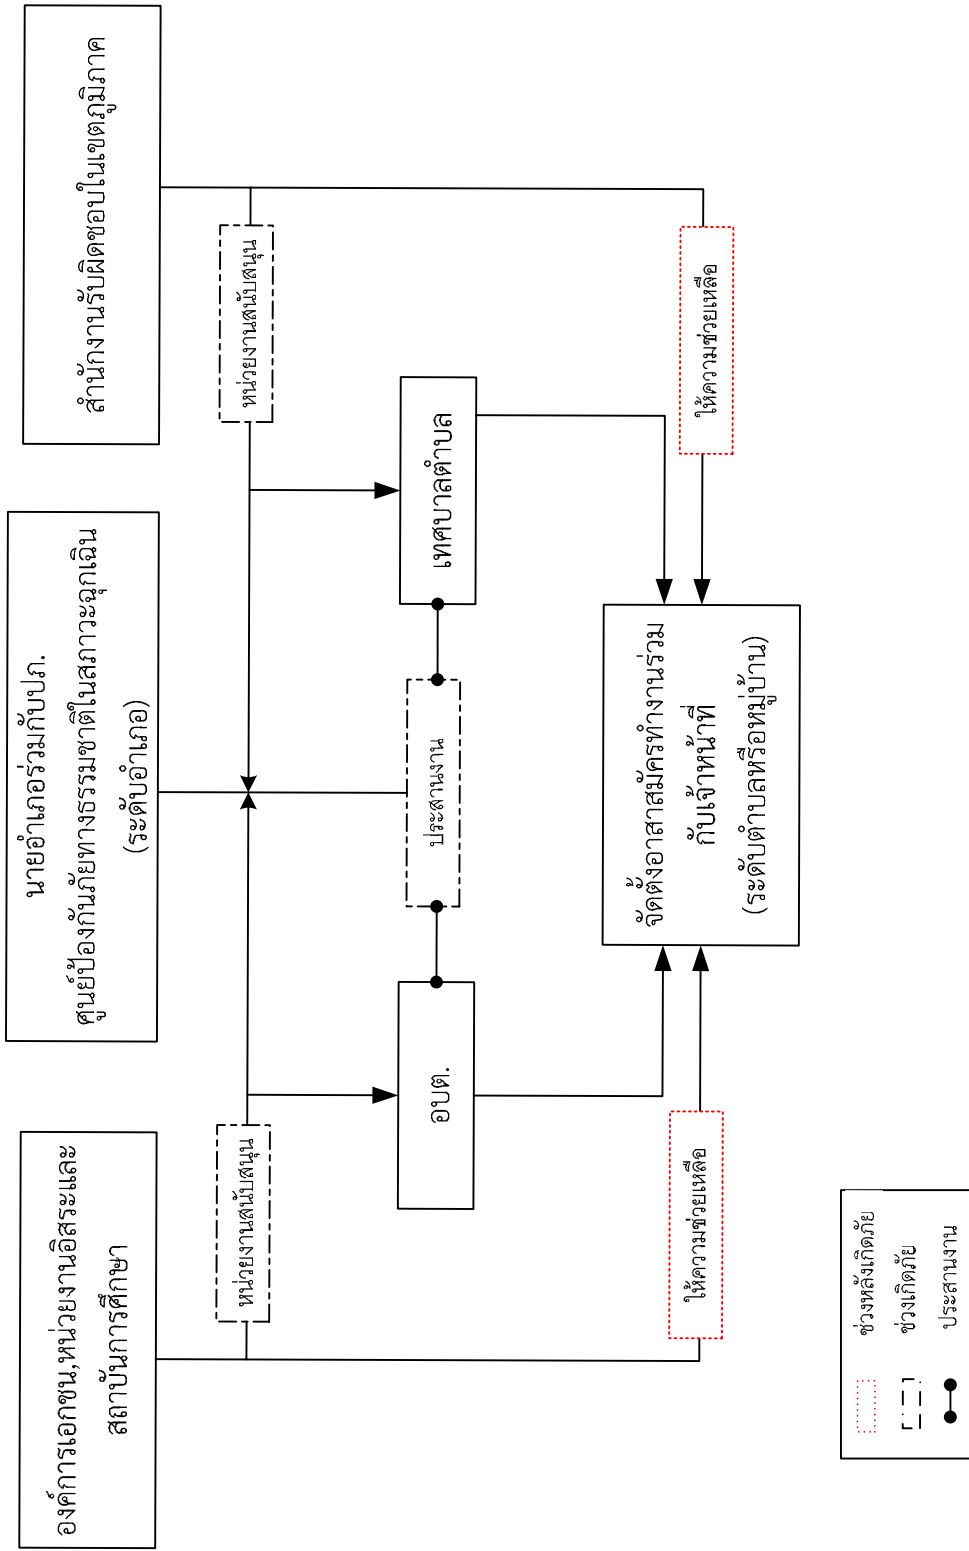 องค์การเอกชน,หน่วยงานอิสระและ
สถาบันการศึกษา
นายอำเภอร่วมกับปภ.
ศูนย์ป้องกันภัยทางธรรมชาติในสภาวะฉุกเฉิน
(ระดับอำเภอ)
สำนักงานรับผิดชอบในเขตภูมิภาค
หน่วยงานสนับสนุน
หน่วยงานสนับสนุน
อบต.
ประสานงาน
เทศบาลตำบล
ให้ความช่วยเหลือ
จัดตั้งอาสาสมัครทำงานร่วม
กับเจ้าหน้าที่
(ระดับตำบลหรือหมู่บ้าน)
ให้ความช่วยเหลือ
ช่วงหลังเกิดภัย
ช่วงเกิดภัย
ประสานงาน